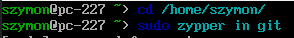 szymon@pc-227 ~> cd /home/szymon/
szymon@pc-227 ~> sudo zypper in git